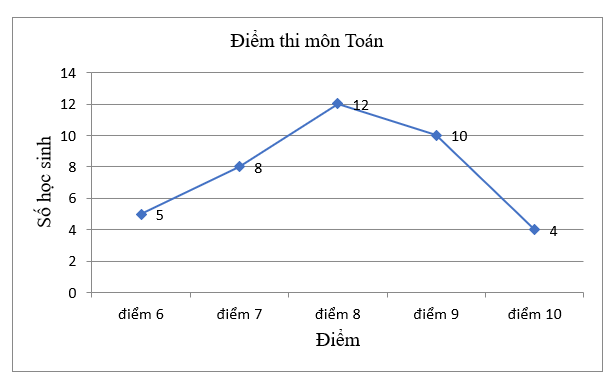 Điểm thi môn Toán
Số học sinh
14
12
10
8
6
4
2
0
5
8
12
10
4
điểm 6
điểm 7
điểm 8
điểm 9
điểm 10
Điểm